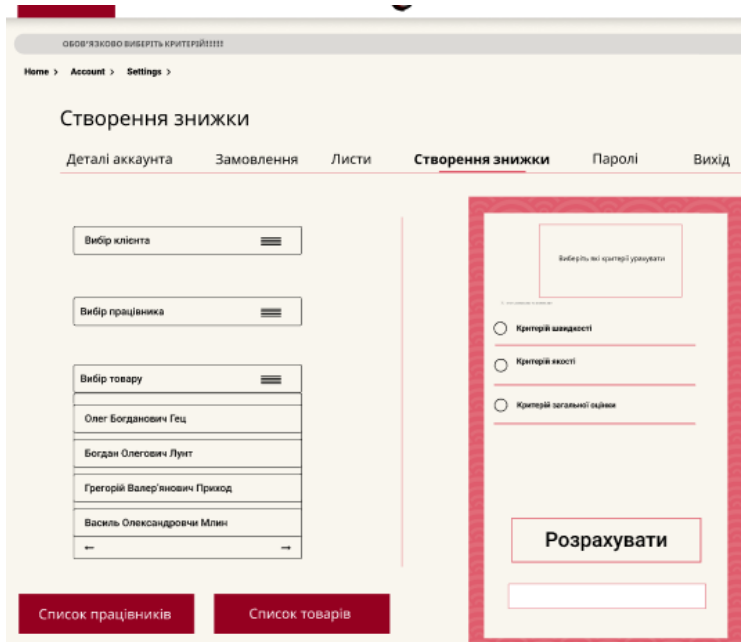 ОБОВ'ЯЗКОВО ВИБЕРІТЬ КРИТЕРІЙ!!!!!
Home > Account > Settings >
Створення знижки
Деталі аккаунта Замовлення Листи Створення знижки Паролі Вихід
Вибір клієнта
Вибір працівника
Вибір товару
Олег Богданович Гец
Богдан Олегович Лунт
Грегорій Валер'янович Приход
Василь Олександровчи Млин
← →
Список працівників Список товарів
Виберіть які критерії урахувати
Критерій швидкості
Критерій якості
Критерій загальної оцінки
Розрахувати